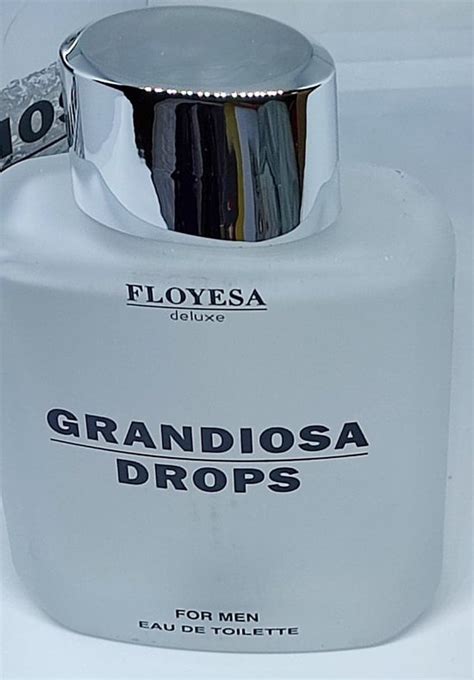 FLOYESA
deluxe
GRANDIOSA
DROPS
FOR MEN
EAU DE TOILETTE